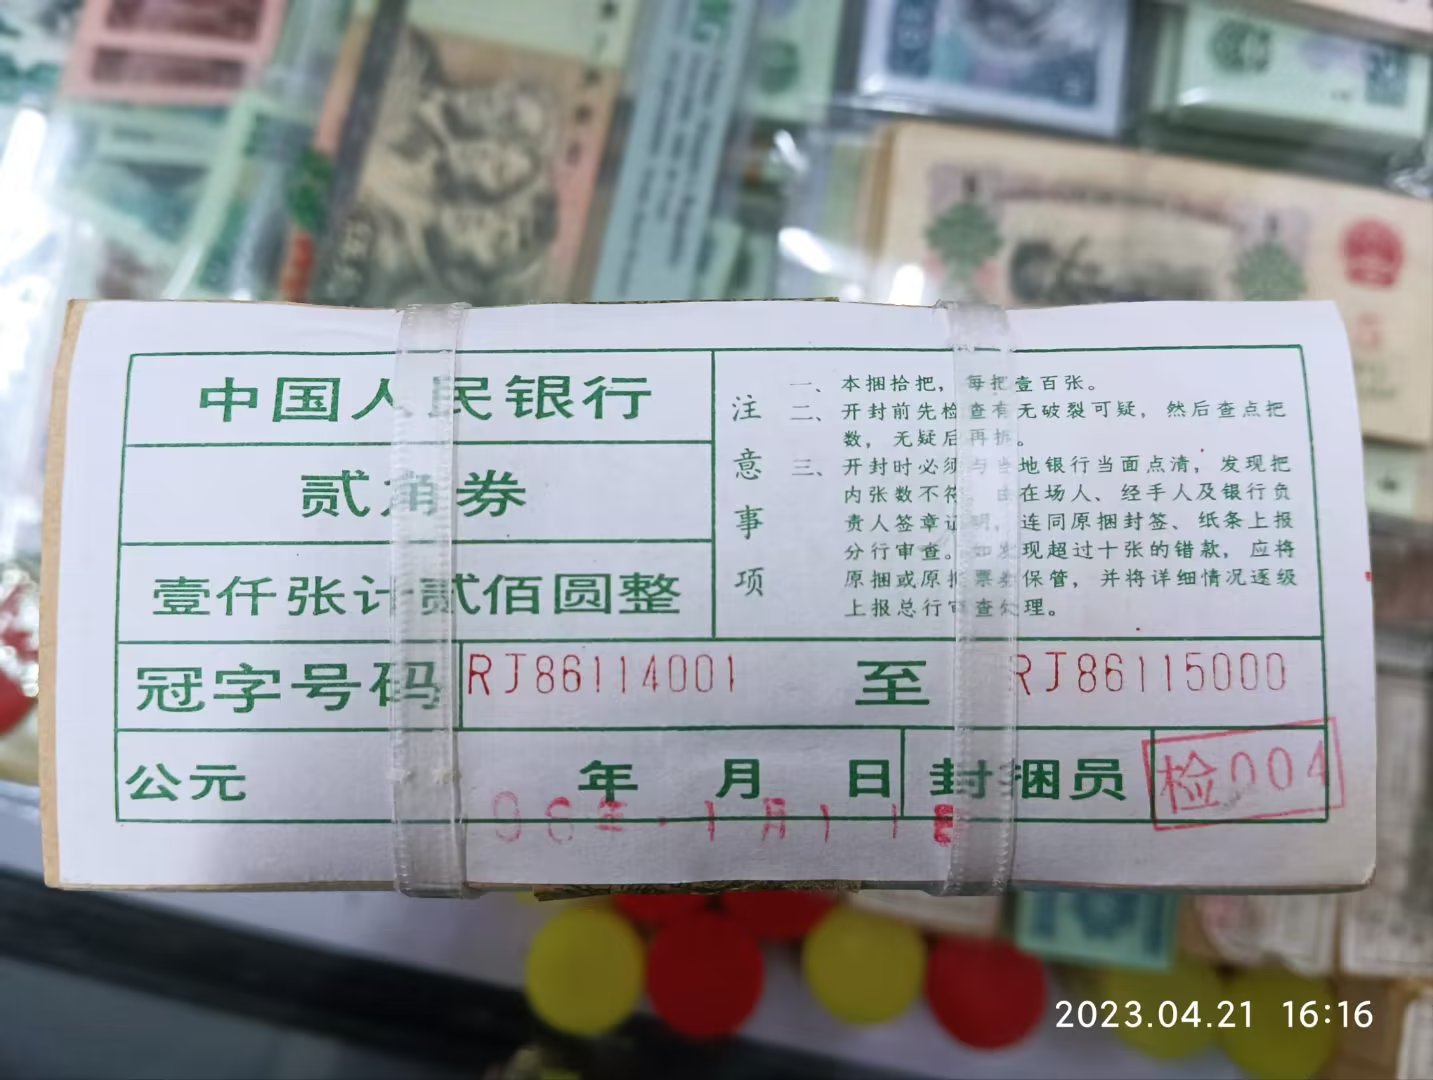 中国人民银行
贰角券
壹仟张计贰佰圆整
注意事项
一、本捆拾把，每把壹百张。
二、开封前先检查有无破裂可疑，然后查点把
数，无疑后再拆。
三、开封时必须与当地银行当面点清，发现把
内张数不符，由在场人、经手人及银行负
责人签章证明，连同原捆封签、纸条上报
分行审查。如发现超过十张的错款，应将
原捆或原把票券保管，并将详细情况逐级
上报总行审查处理。
冠字号码 RJ86114001 至 RJ86115000
公元 年 月 日 封捆员 检004
2023.04.21 16:16